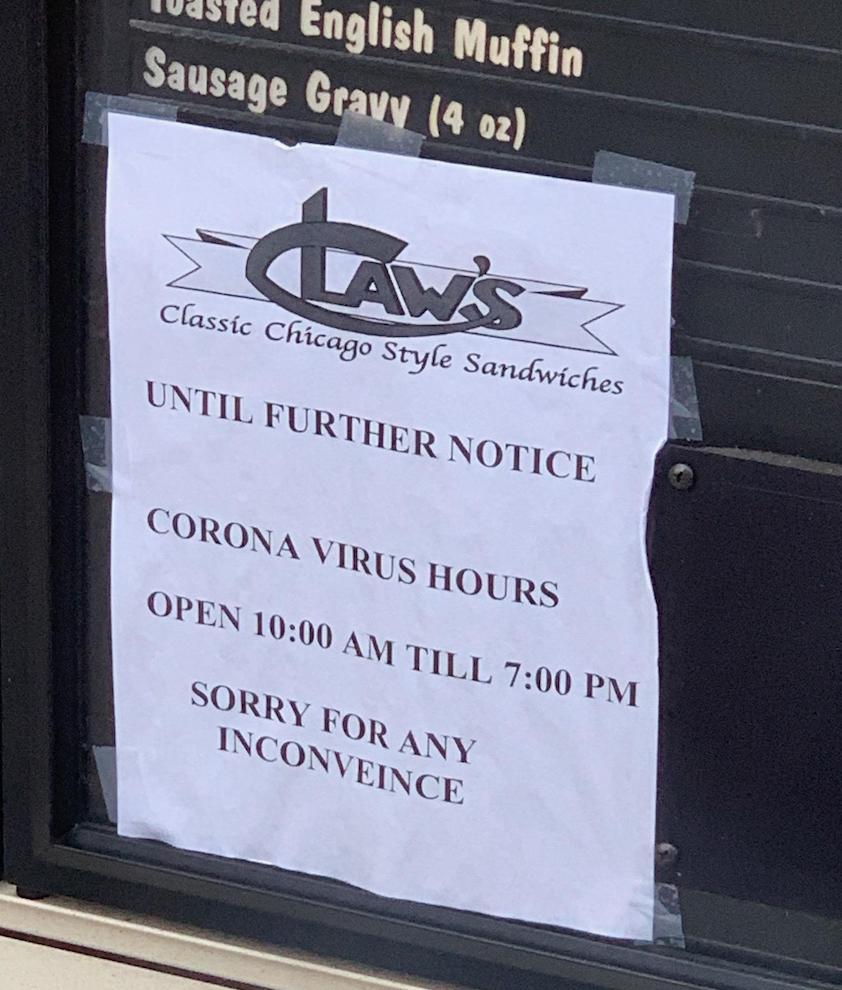 Toasted English Muffin
Sausage Gravy (4 oz)
CLAW'S
Classic Chicago Style Sandwiches
UNTIL FURTHER NOTICE
CORONA VIRUS HOURS
OPEN 10:00 AM TILL 7:00 PM
SORRY FOR ANY
INCONVEINCE